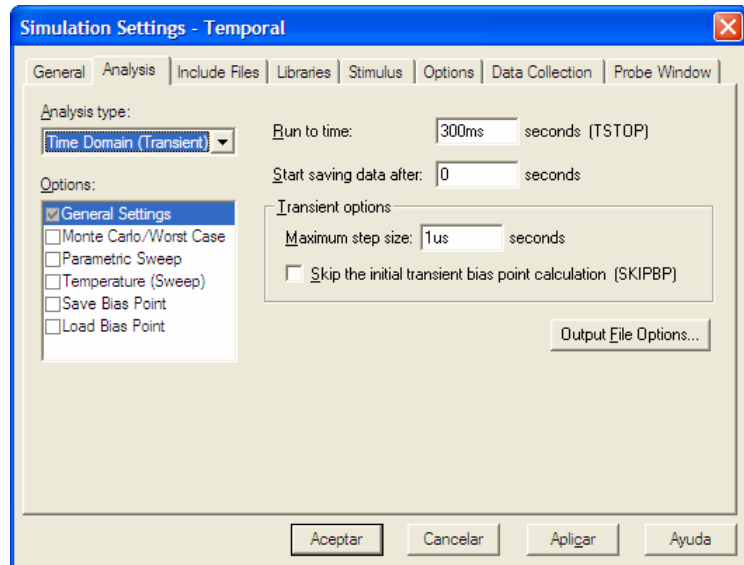 Simulation Settings - Temporal
General Analysis Include Files Libraries Stimulus Options Data Collection Probe Window
Analysis type:
Time Domain (Transient)
Options:
General Settings
Monte Carlo/Worst Case
Parametric Sweep
Temperature (Sweep)
Save Bias Point
Load Bias Point
Run to time: 300ms seconds (TSTOP)
Start saving data after: 0 seconds
Transient options
Maximum step size: 1us seconds
Skip the initial transient bias point calculation (SKIPBP)
Output File Options...
Aceptar Cancelar Aplicar Ayuda